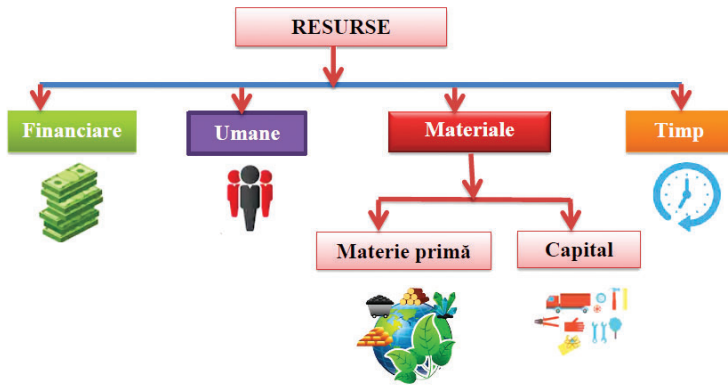 RESURSE
Financiare
Umane
Materiale
Timp
Materie primă
Capital